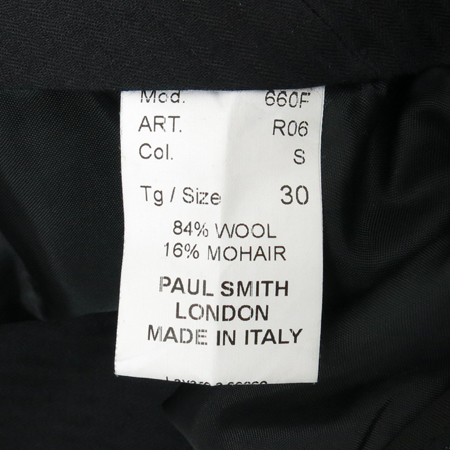 Mod. 660F
ART. R06
Col. S
Tg / Size 30
84% WOOL
16% MOHAIR
PAUL SMITH
LONDON
MADE IN ITALY